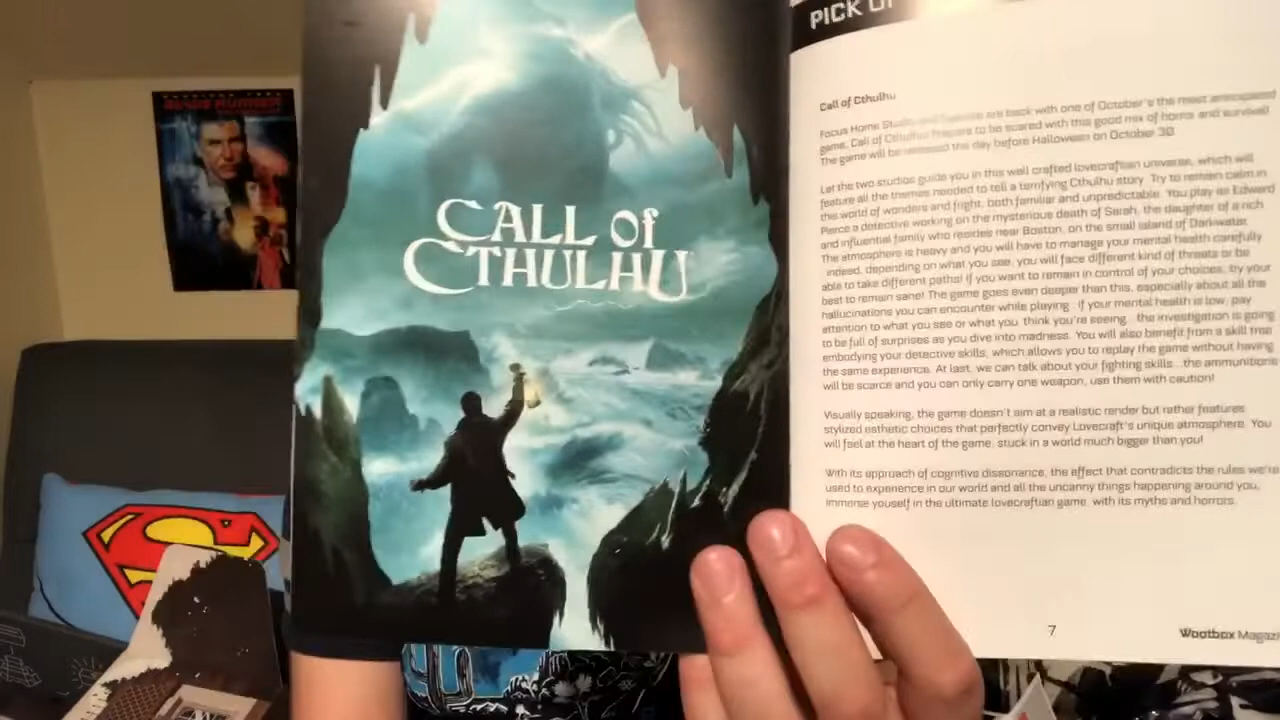 BLADE RUNNER
CALL of
CTHULHU
PICK
Call of Cthulhu
Focus Home are back with one of October's the most anticipated
game, Call of Cthulhu Prepare to be scared with this good mix of horror and survival!
The game will be released the day before Halloween on October 30.
Let the two studios guide you in this well crafted lovecraftian universe, which will
feature all the themes needed to tell a terrifying Cthulhu story. Try to remain calm in
this world of wonders and fright, both familiar and unpredictable. You play as Edward
Pierce a detective working on the mysterious death of Sarah, the daughter of a rich
and influential family who resides near Boston, on the small island of Darkwater.
The atmosphere is heavy and you will have to manage your mental health carefully
indeed, depending on what you see, you will face different kind of threats or be
able to take different paths! If you want to remain in control of your choices, try your
best to remain sane! The game goes even deeper than this, especially about all the
hallucinations you can encounter while playing : if your mental health is low, pay
attention to what you see or what you think you're seeing... the investigation is going
to be full of surprises as you dive into madness. You will also benefit from a skill tree
embodying your detective skills, which allows you to replay the game without having
the same experience. At last, we can talk about your fighting skills... the ammunitions
will be scarce and you can only carry one weapon, use them with caution!
Visually speaking, the game doesn't aim at a realistic render but rather features
stylized esthetic choices that perfectly convey Lovecraft's unique atmosphere. You
will feel at the heart of the game, stuck in a world much bigger than you!
With its approach of cognitive dissonance, the effect that contradicts the rules we're
used to experience in our world and all the uncanny things happening around you,
immerse youself in the ultimate lovecraftian game, with its myths and horrors.
7
Wootbox Magazi